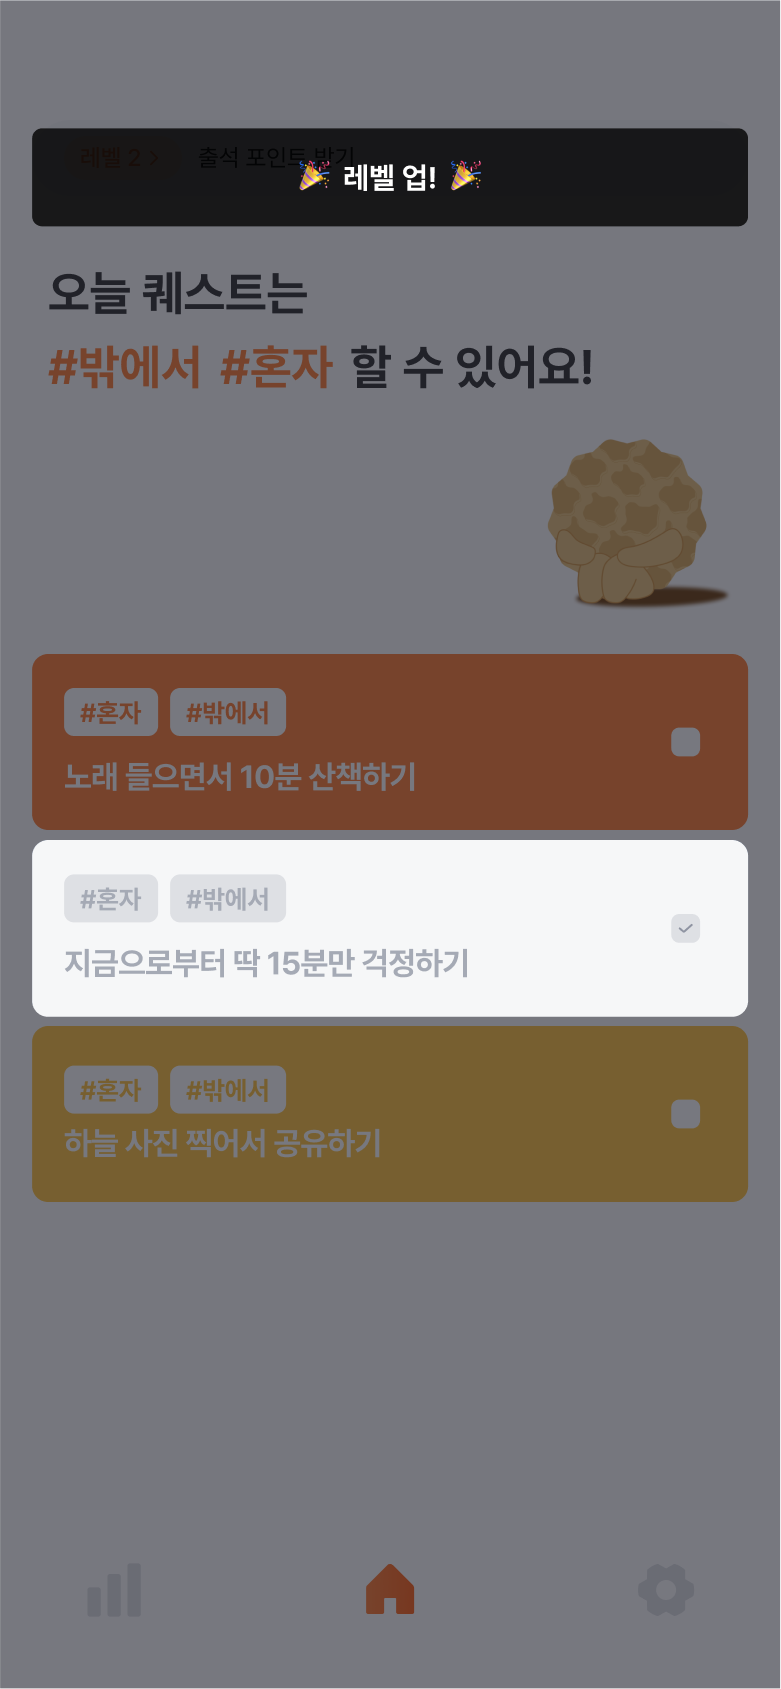 레벨 2 > 출석 포인트 받기
🎉 레벨 업! 🎉
오늘 퀘스트는
#밖에서 #혼자 할 수 있어요!
#혼자 #밖에서
노래 들으면서 10분 산책하기
#혼자 #밖에서
지금으로부터 딱 15분만 걱정하기
#혼자 #밖에서
하늘 사진 찍어서 공유하기